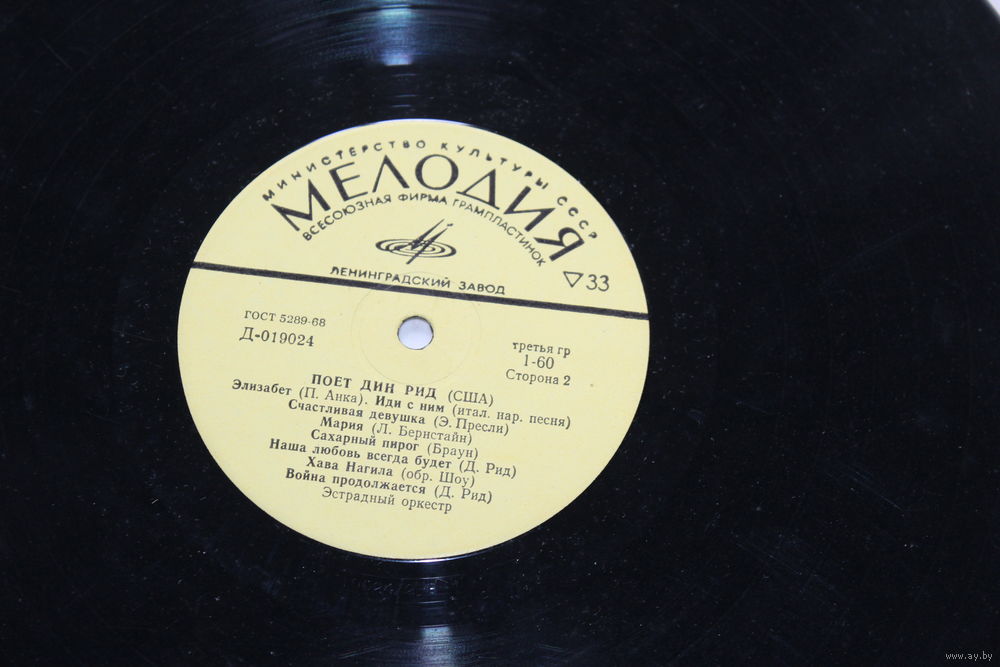 МИНИСТЕРСТВО КУЛЬТУРЫ СССР
МЕЛОДИЯ
ВСЕСОЮЗНАЯ ФИРМА ГРАМПЛАСТИНОК
ЛЕНИНГРАДСКИЙ ЗАВОД
33
ГОСТ 5289-68
Д-019024
третья гр
1-60
Сторона 2
ПОЕТ ДИН РИД (США)
Элизабет (П. Анка). Иди с ним (итал. нар. песня)
Счастливая девушка (Э. Пресли)
Мария (Л. Бернстайн)
Сахарный пирог (Браун)
Наша любовь всегда будет (Д. Рид)
Хава Нагила (обр. Шоу)
Война продолжается (Д. Рид)
Эстрадный оркестр
www.ay.by